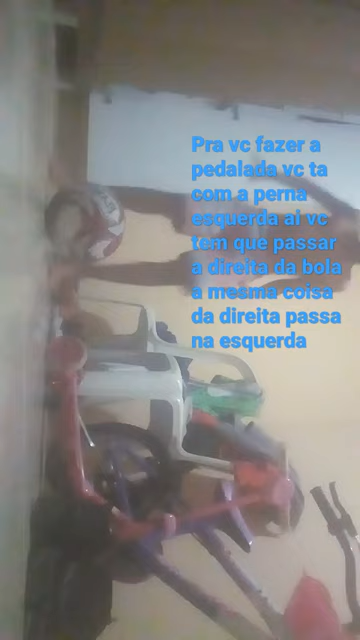 Pra vc fazer a
pedalada vc ta
com a perna
esquerda ai vc
tem que passar
a direita da bola
a mesma coisa
da direita passa
na esquerda